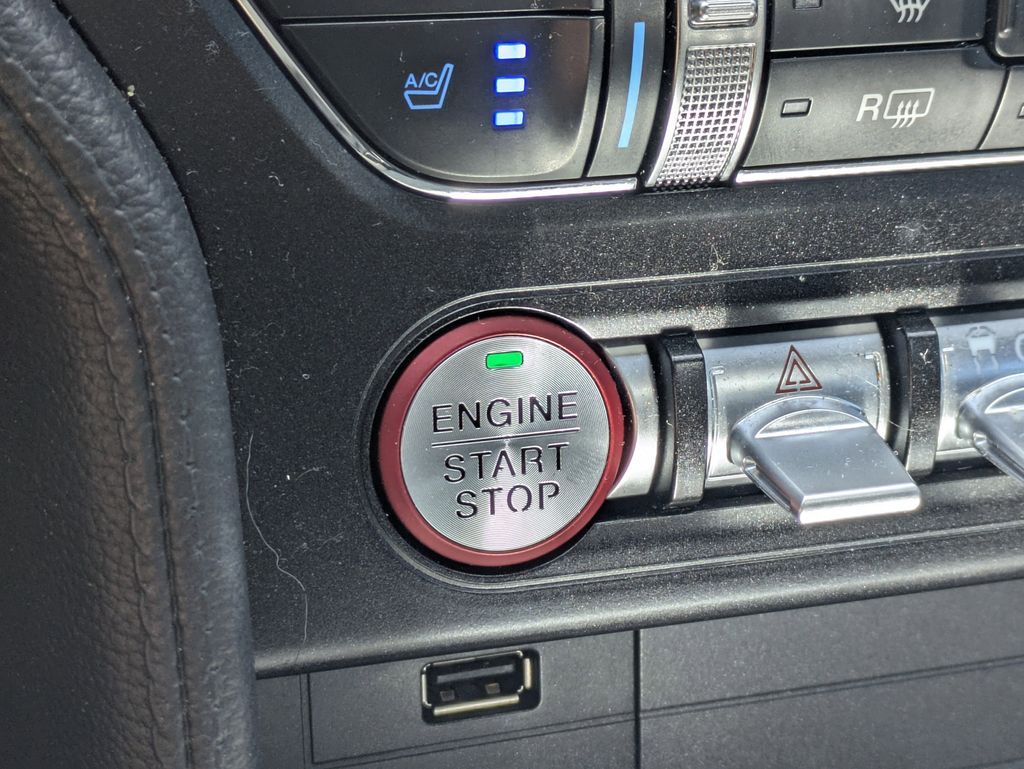 A/C
R
ENGINE
START
STOP